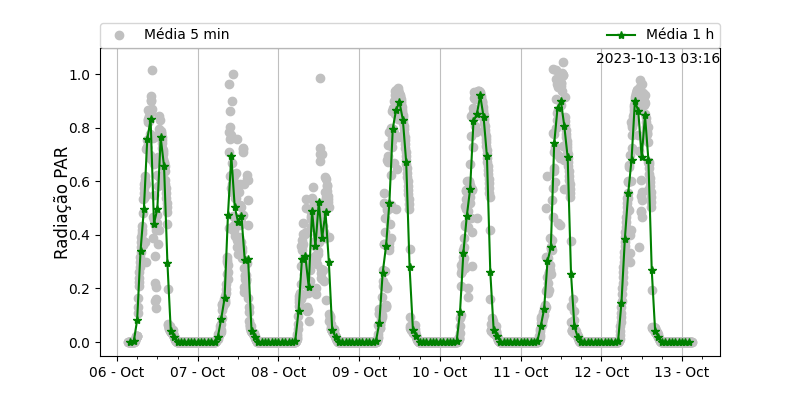 Média 5 min
Média 1 h
2023-10-13 03:16
Radiação PAR
1.0
0.8
0.6
0.4
0.2
0.0
06 - Oct 07 - Oct 08 - Oct 09 - Oct 10 - Oct 11 - Oct 12 - Oct 13 - Oct